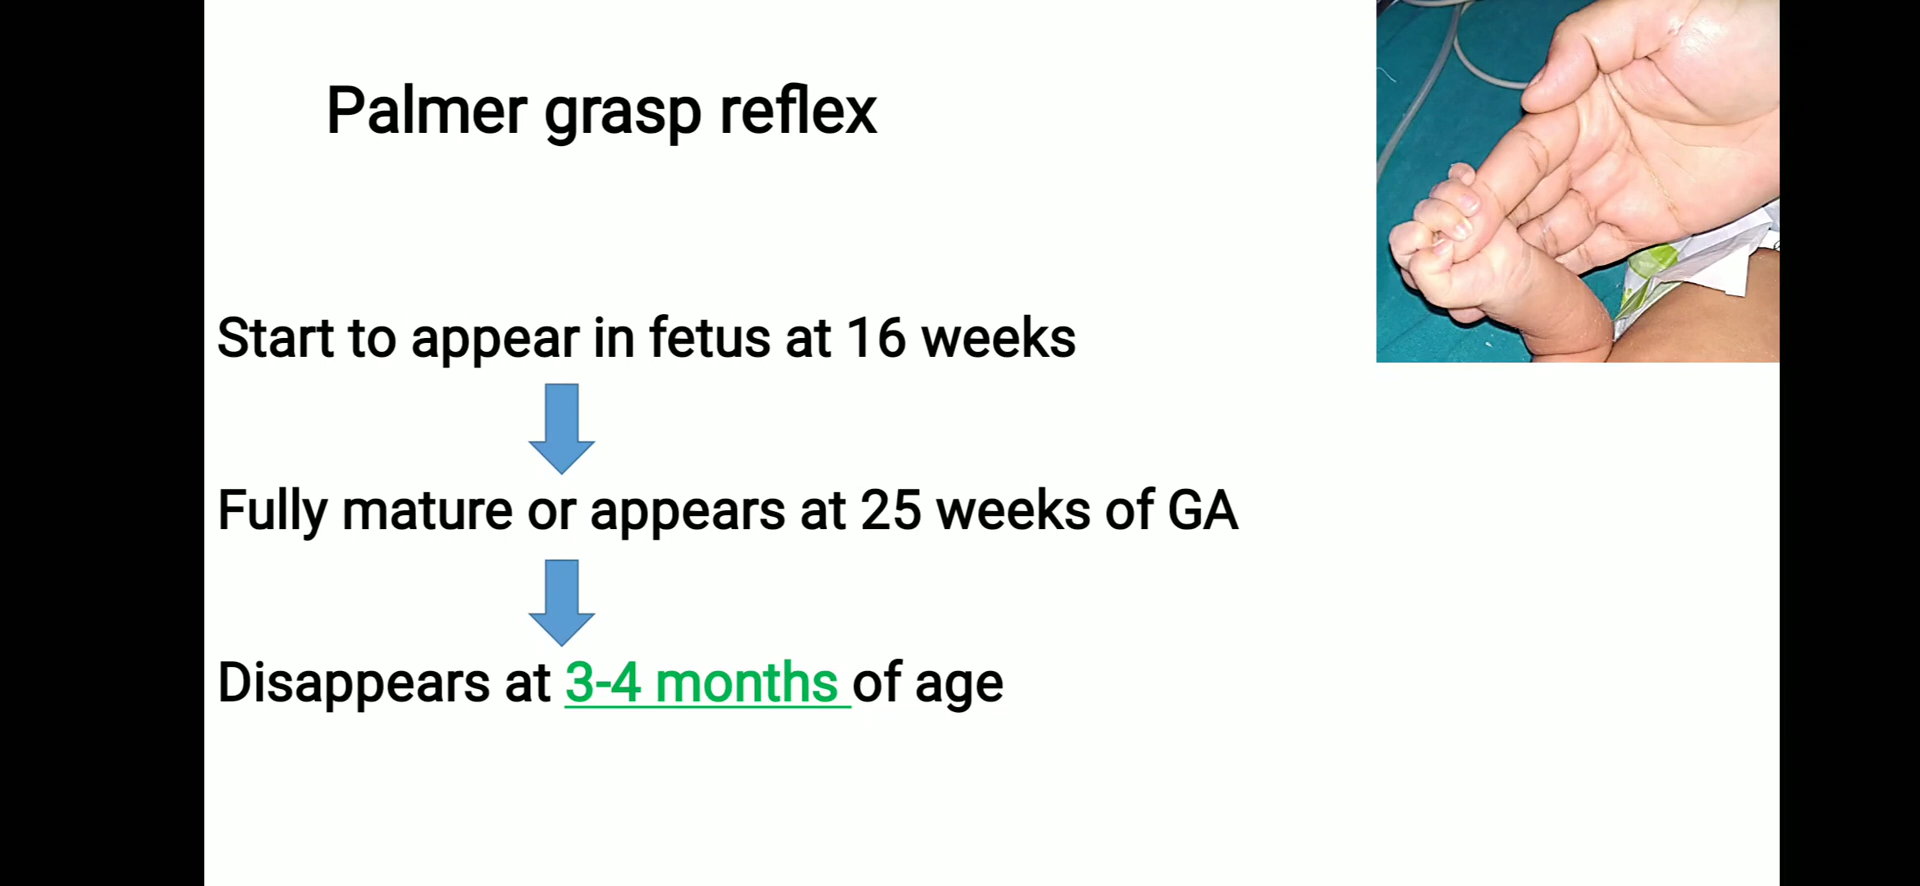 Palmer grasp reflex
Start to appear in fetus at 16 weeks
Fully mature or appears at 25 weeks of GA
Disappears at 3-4 months of age